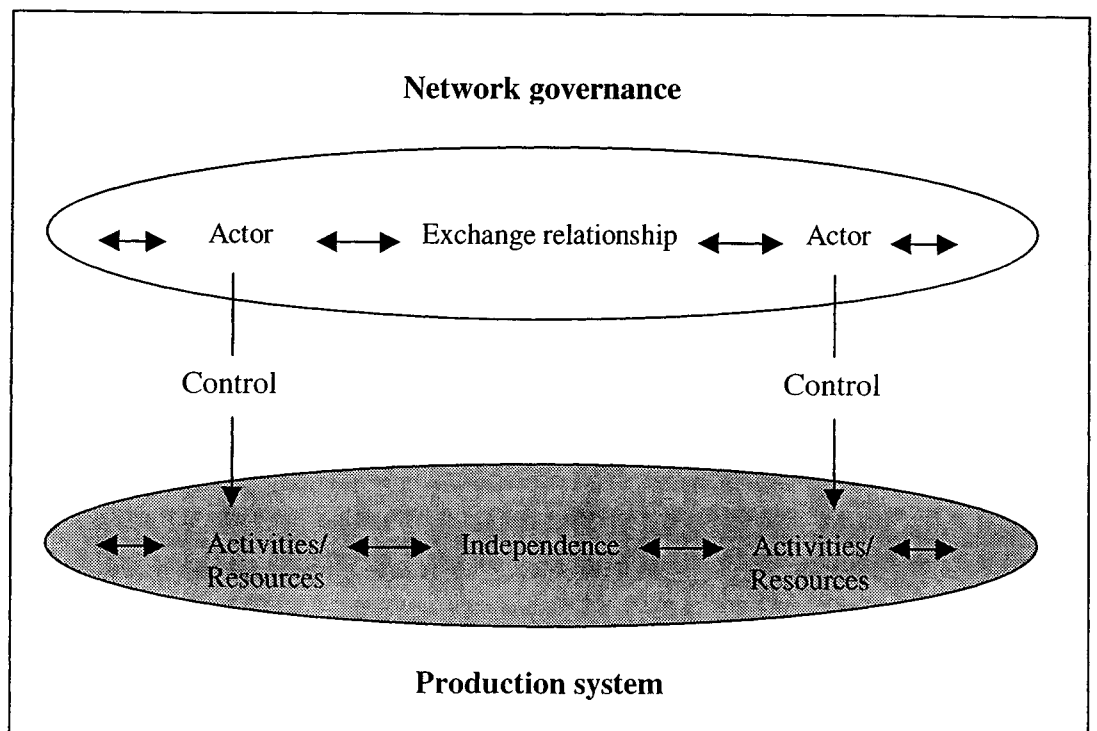 Network governance
Actor Exchange relationship Actor
Control Control
Activities/ Independence Activities/
Resources Resources
Production system